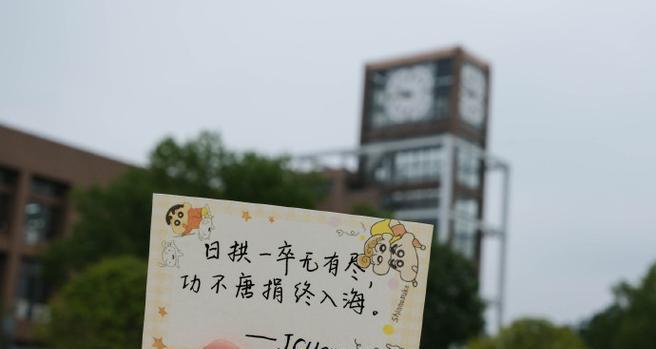 日拱一卒无有尽,
功不唐捐终入海。